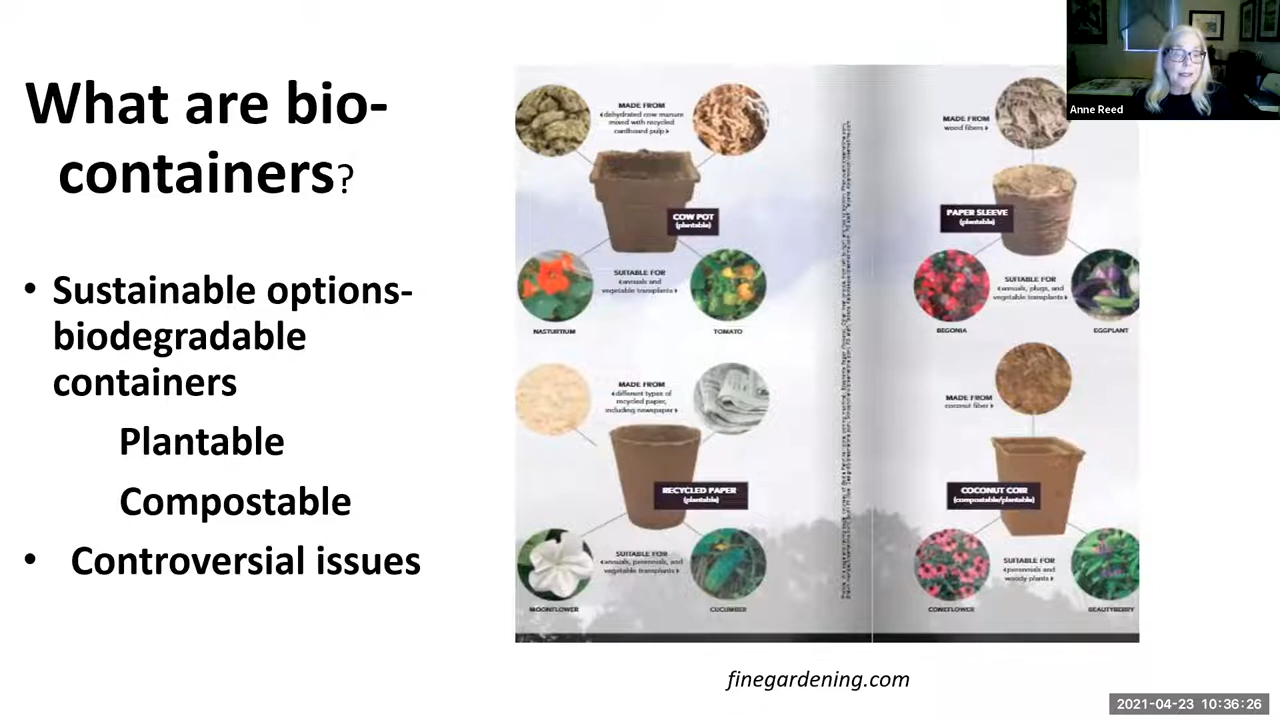 What are bio-
containers?
• Sustainable options-
biodegradable
containers
Plantable
Compostable
• Controversial issues
MADE FROM
dehydrated cow manure
mixed with recycled
cardboard pulp
COW POT
(plantable)
SUITABLE FOR
annuals and
vegetable transplants
NASTURTIUM
TOMATO
MADE FROM
different types of
recycled paper,
including newspaper
RECYCLED PAPER
(plantable)
SUITABLE FOR
annuals, perennials, and
vegetable transplants
MOONFLOWER
CUCUMBER
MADE FROM
wood fibers
PAPER SLEEVE
(plantable)
SUITABLE FOR
annuals, plugs, and
vegetable transplants
BEGONIA
EGGPLANT
MADE FROM
coconut fiber
COCONUT COIR
(compostable/plantable)
SUITABLE FOR
perennials and
woody plants
CONEFLOWER
BEAUTYBERRY
finegardening.com
Anne Reed
2021-04-23 10:36:26